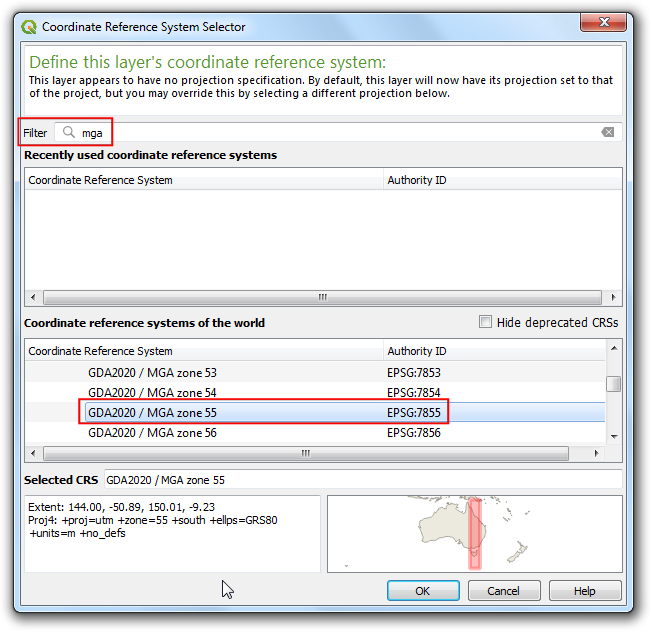 Coordinate Reference System Selector
Define this layer's coordinate reference system:
This layer appears to have no projection specification. By default, this layer will now have its projection set to that
of the project, but you may override this by selecting a different projection below.
Filter mga
Recently used coordinate reference systems
Coordinate Reference System Authority ID
Coordinate reference systems of the world Hide deprecated CRSs
Coordinate Reference System Authority ID
GDA2020 / MGA zone 53 EPSG:7853
GDA2020 / MGA zone 54 EPSG:7854
GDA2020 / MGA zone 55 EPSG:7855
GDA2020 / MGA zone 56 EPSG:7856
Selected CRS GDA2020 / MGA zone 55
Extent: 144.00, -50.89, 150.01, -9.23
Proj4: +proj=utm +zone=55 +south +ellps=GRS80
+units=m +no_defs
OK Cancel Help